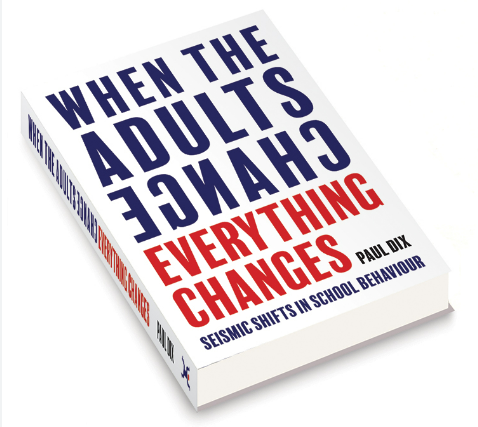 WHEN THE
ADULTS
CHANGE
EVERYTHING
CHANGES
PAUL DIX
SEISMIC SHIFTS IN SCHOOL BEHAVIOUR
WHEN THE ADULTS CHANGE EVERYTHING CHANGES PAUL DIX